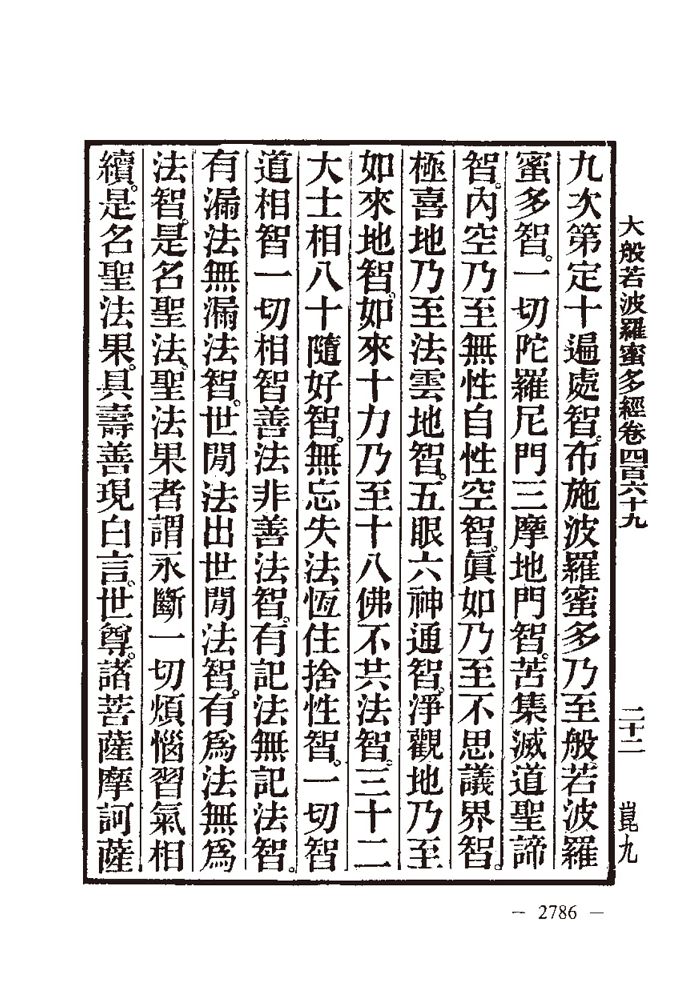 大般若波羅蜜多經卷四百六十九 二十二 崑九
九次第定十遍處智。布施波羅蜜多乃至般若波羅
蜜多智。一切陀羅尼門三摩地門智。苦集滅道聖諦
智。內空乃至無性自性空智。眞如乃至不思議界智。
極喜地乃至法雲地智。五眼六神通智。淨觀地乃至
如來地智。如來十力乃至十八佛不共法智。三十二
大士相八十隨好智。無忘失法恆住捨性智。一切智
道相智一切相智善法非善法智。有記法無記法智。
有漏法無漏法智。世閒法出世閒法智。有爲法無爲
法智。是名聖法。聖法果者謂永斷一切煩惱習氣相
續。是名聖法果。具壽善現白言。世尊。諸菩薩摩訶薩
— 2786 —